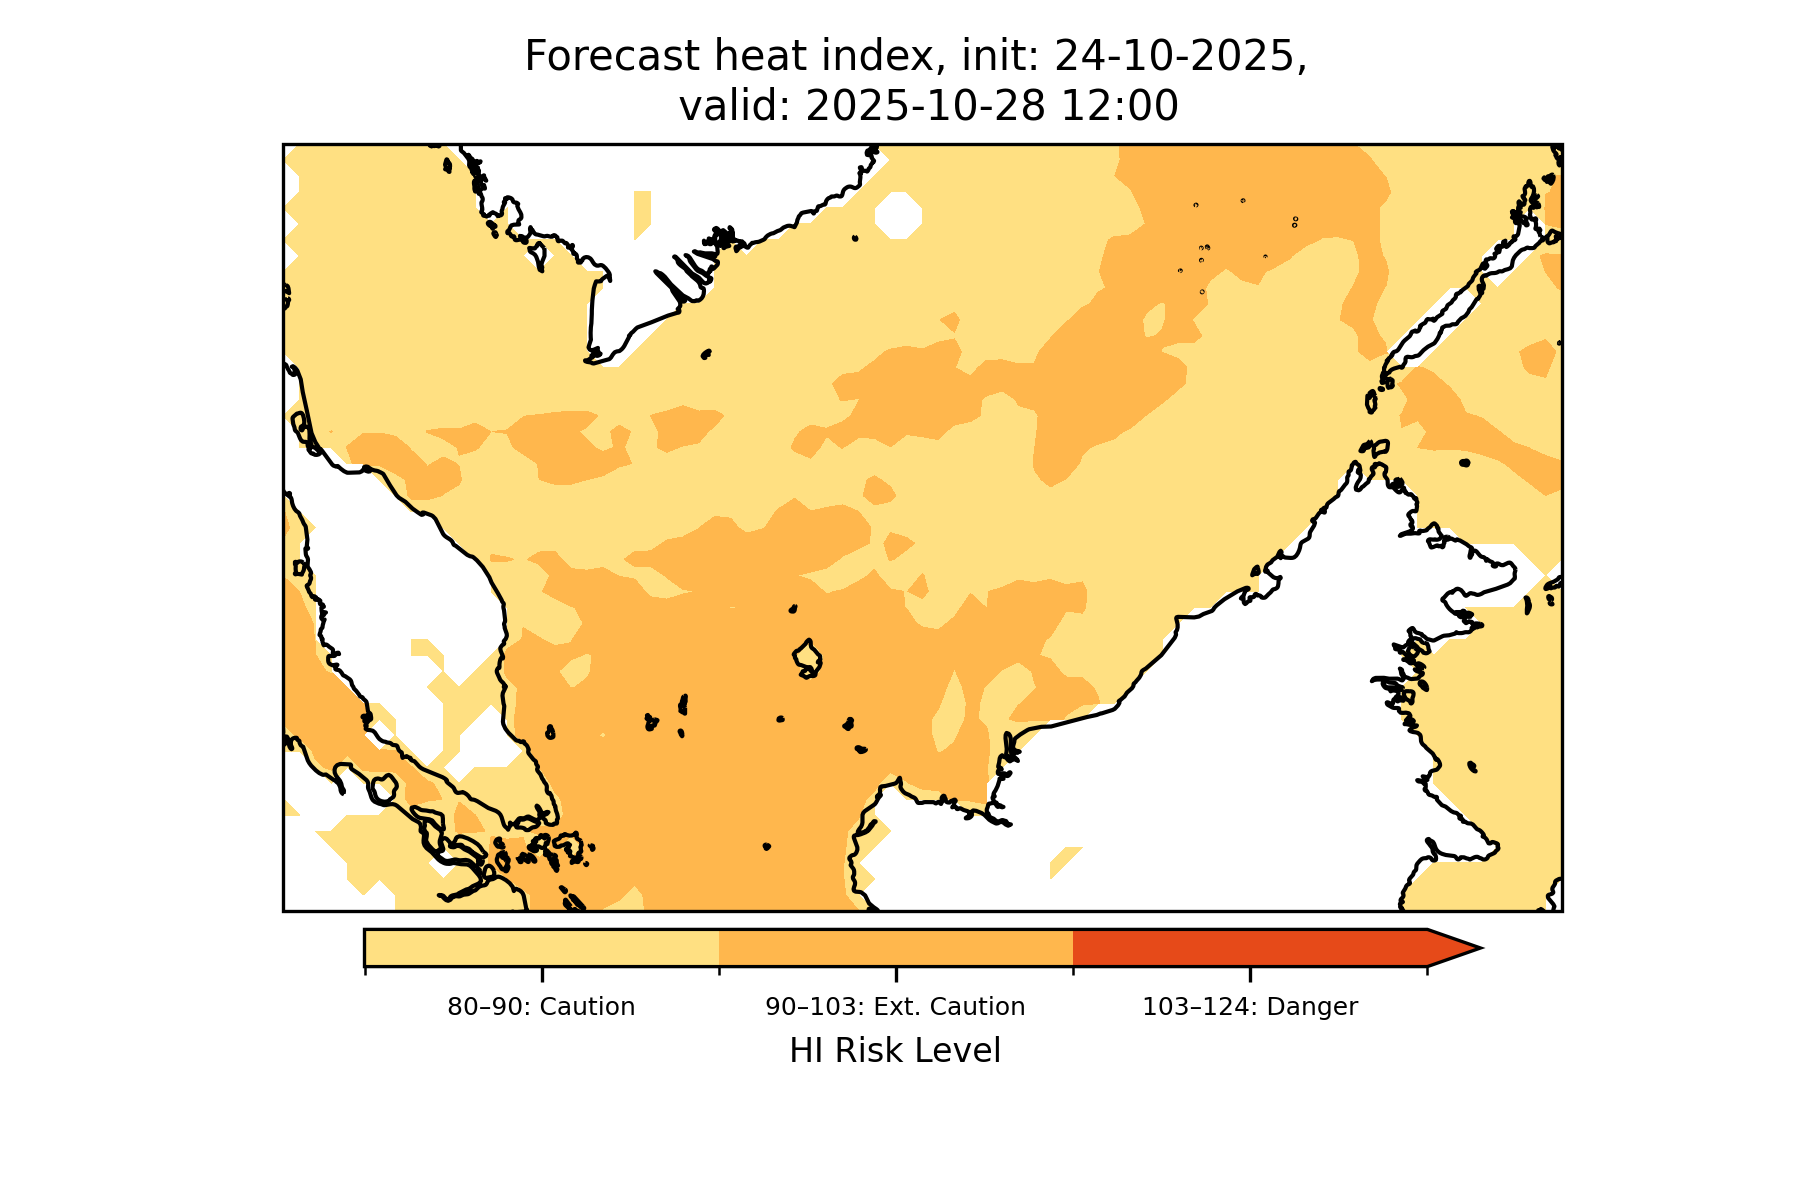 Forecast heat index, init: 24-10-2025,
valid: 2025-10-28 12:00
80–90: Caution
90–103: Ext. Caution
103–124: Danger
HI Risk Level